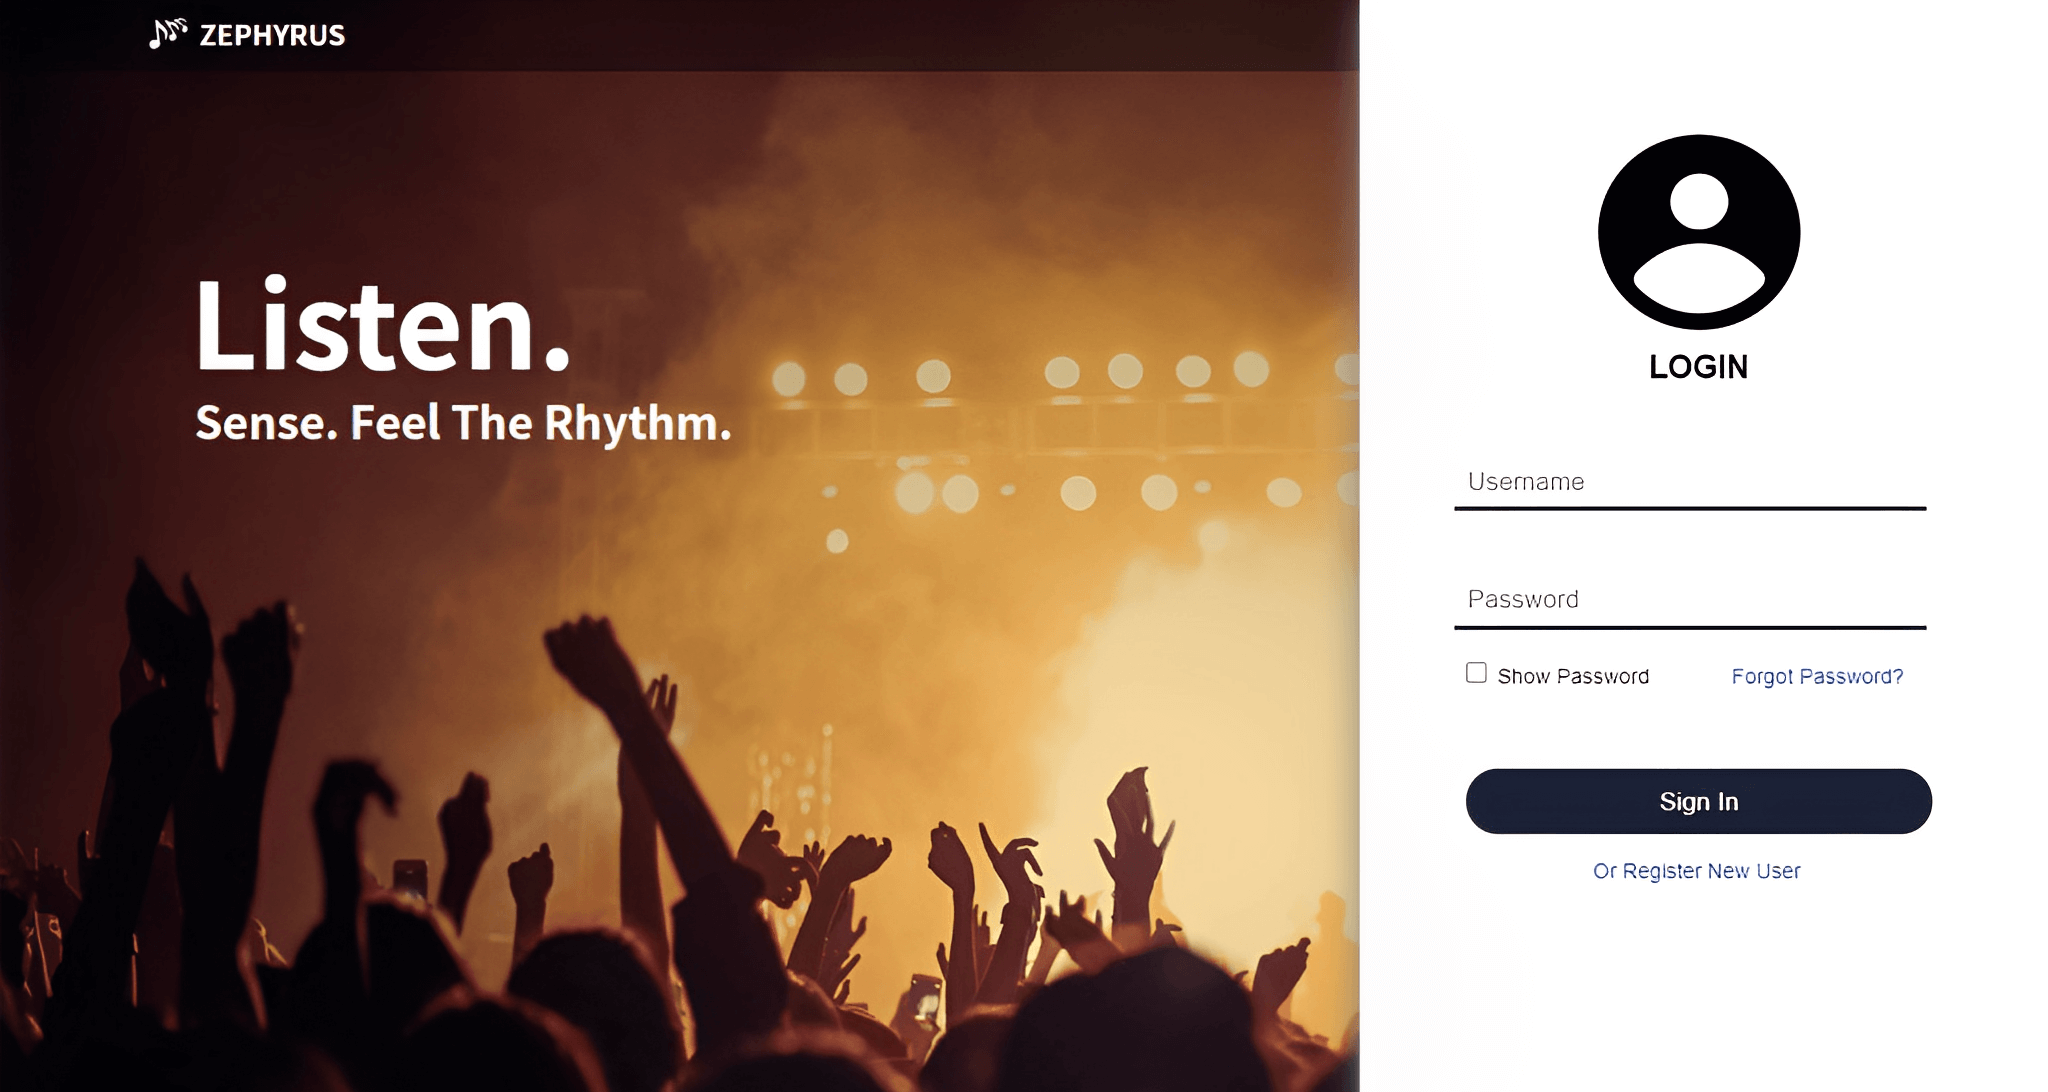 ZEPHYRUS
Listen.
Sense. Feel The Rhythm.
LOGIN
Username
Password
Show Password
Forgot Password?
Sign In
Or Register New User